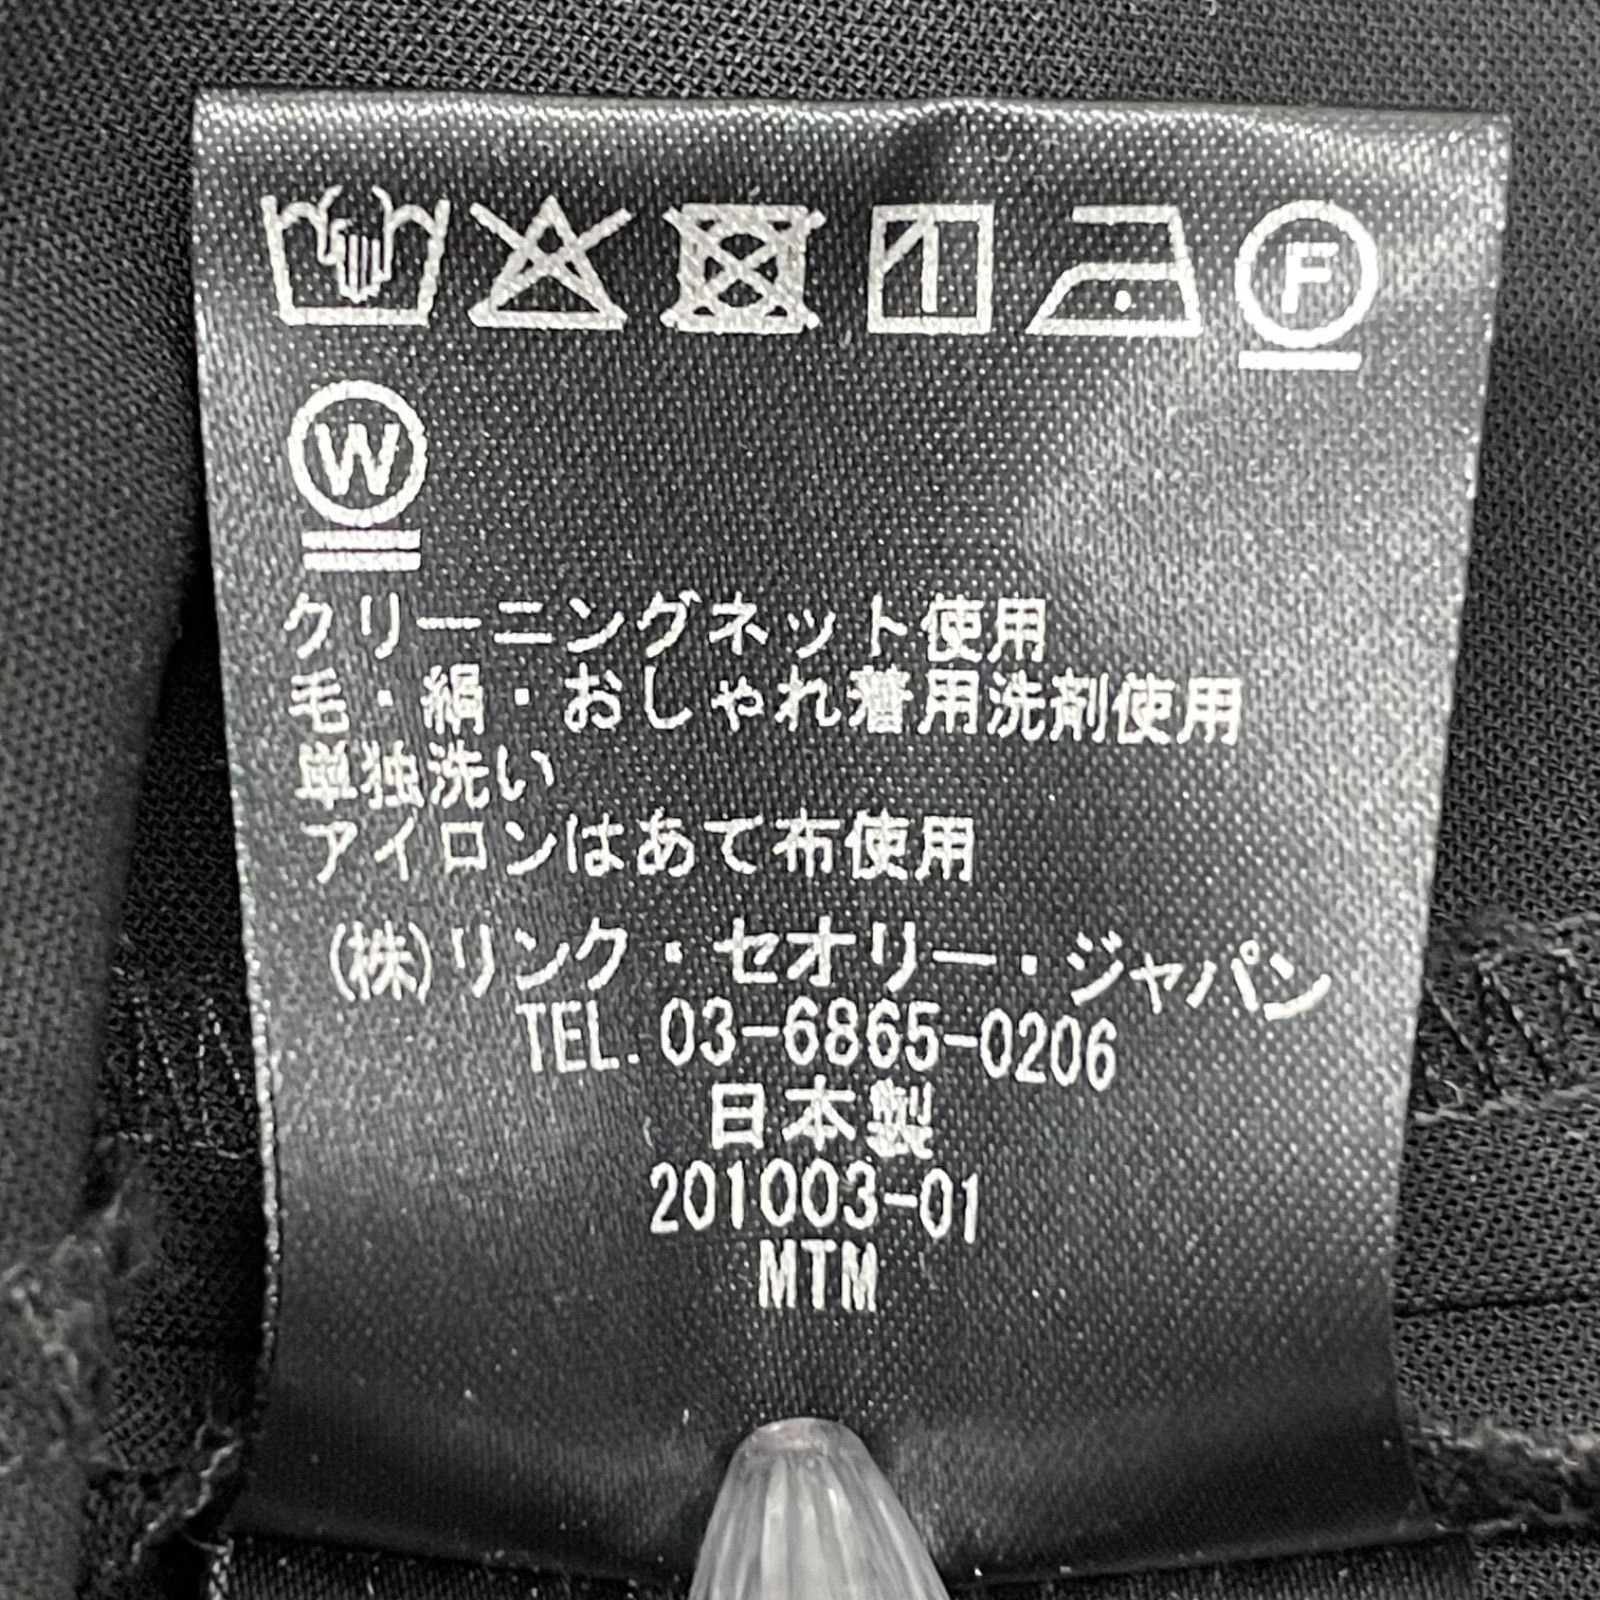 F
W
クリーニングネット使用
毛・絹・おしゃれ着用洗剤使用
単独洗い
アイロンはあて布使用
(株)リンク・セオリー・ジャパン
TEL. 03-6865-0206
日本製
201003-01
MTM